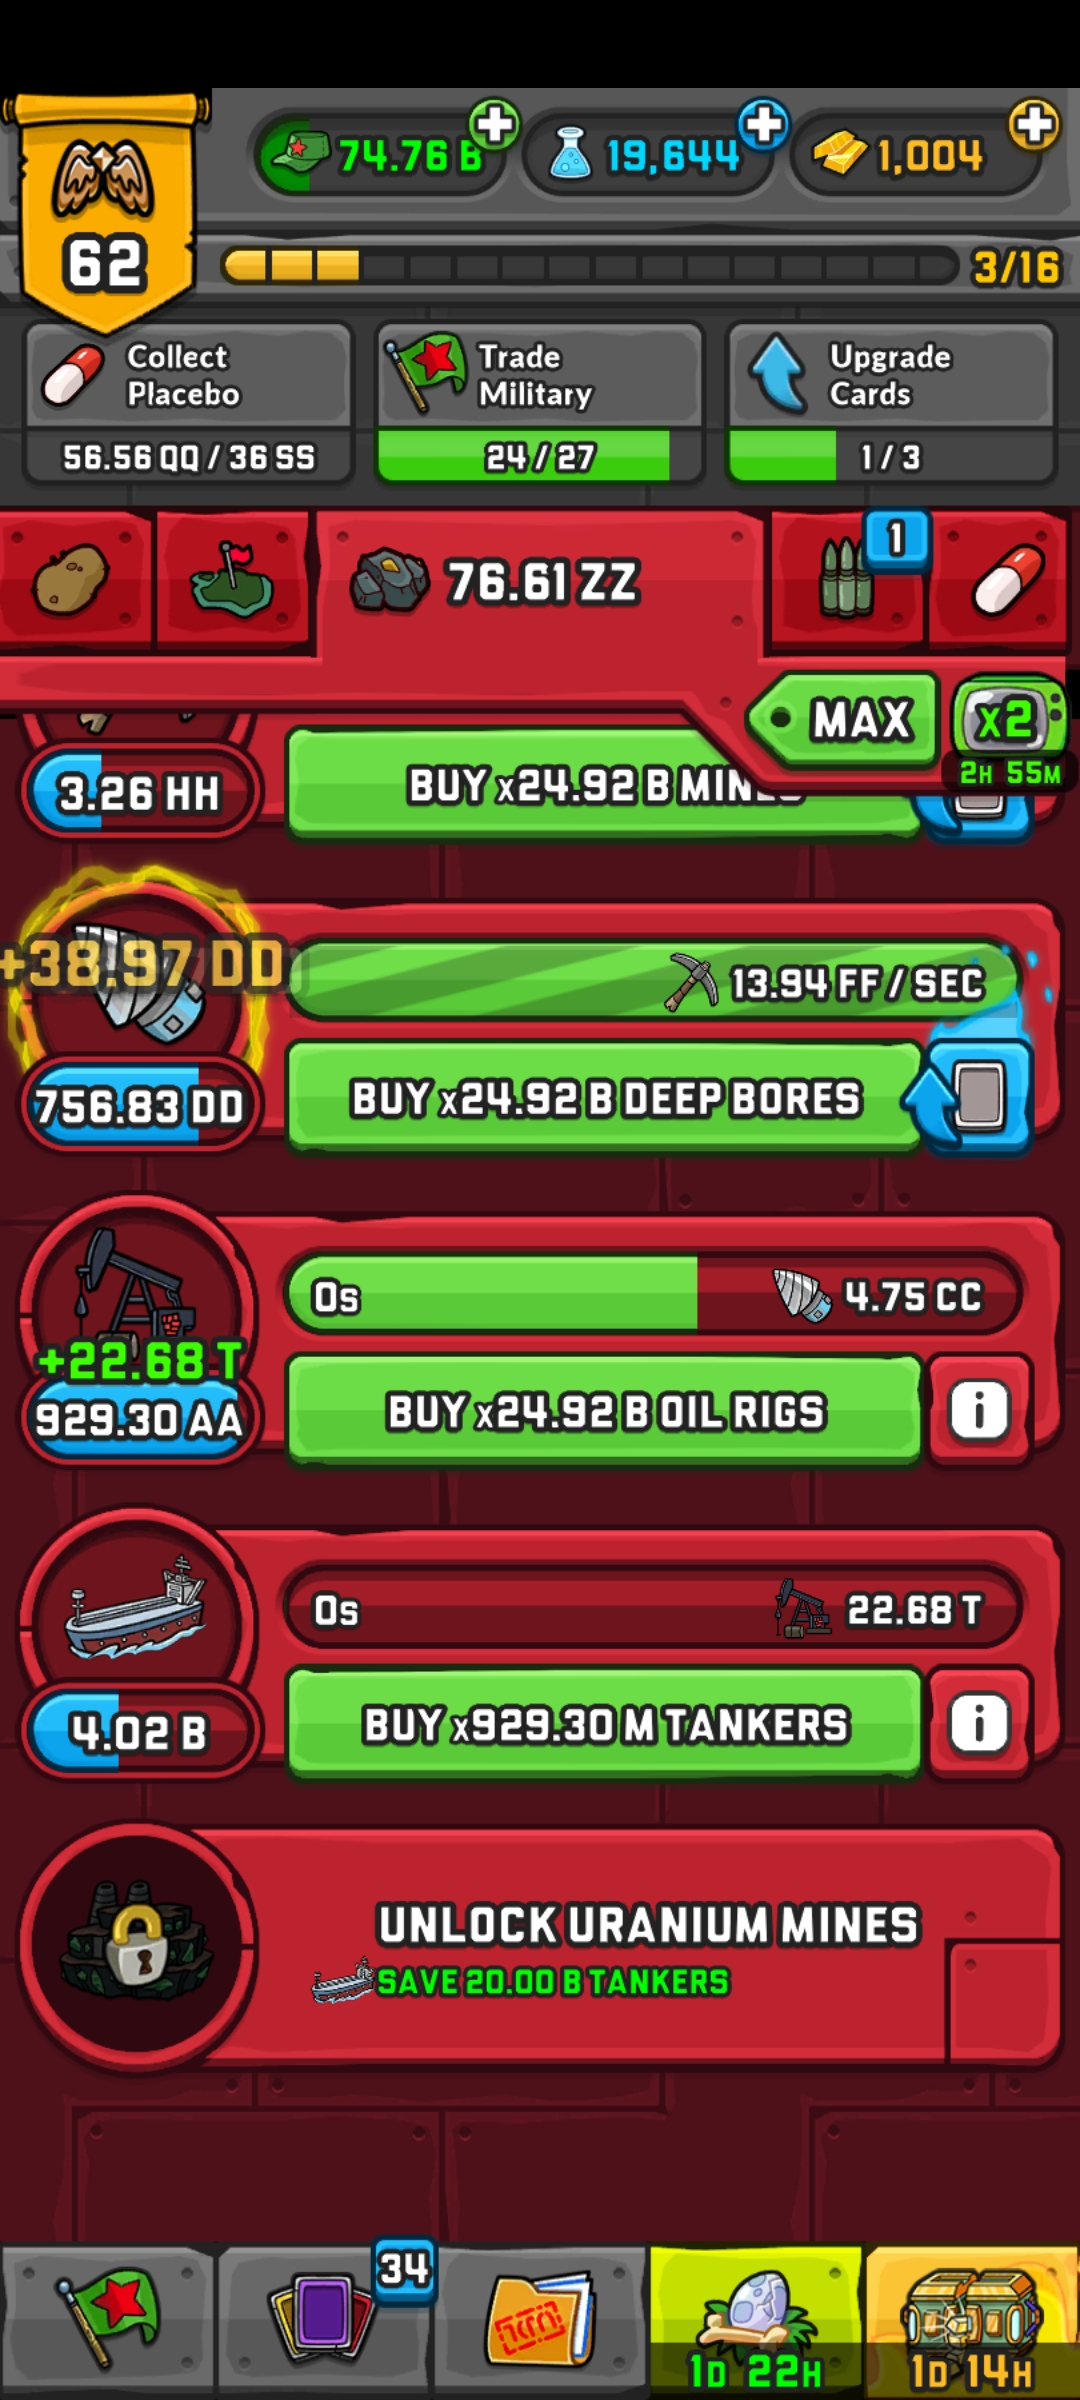 74.76 B
19,644
1,004
62
3/16
Collect
Placebo
56.56 QQ / 36 SS
Trade
Military
24 / 27
Upgrade
Cards
1 / 3
76.61 ZZ
1
MAX
x2
2H 55M
3.26 HH
BUY x24.92 B MINES
+38.97 DD
13.94 FF / SEC
756.83 DD
BUY x24.92 B DEEP BORES
0s
4.75 CC
+22.68 T
929.30 AA
BUY x24.92 B OIL RIGS
i
0s
22.68 T
4.02 B
BUY x929.30 M TANKERS
i
UNLOCK URANIUM MINES
SAVE 20.00 B TANKERS
34
1D 22H
1D 14H